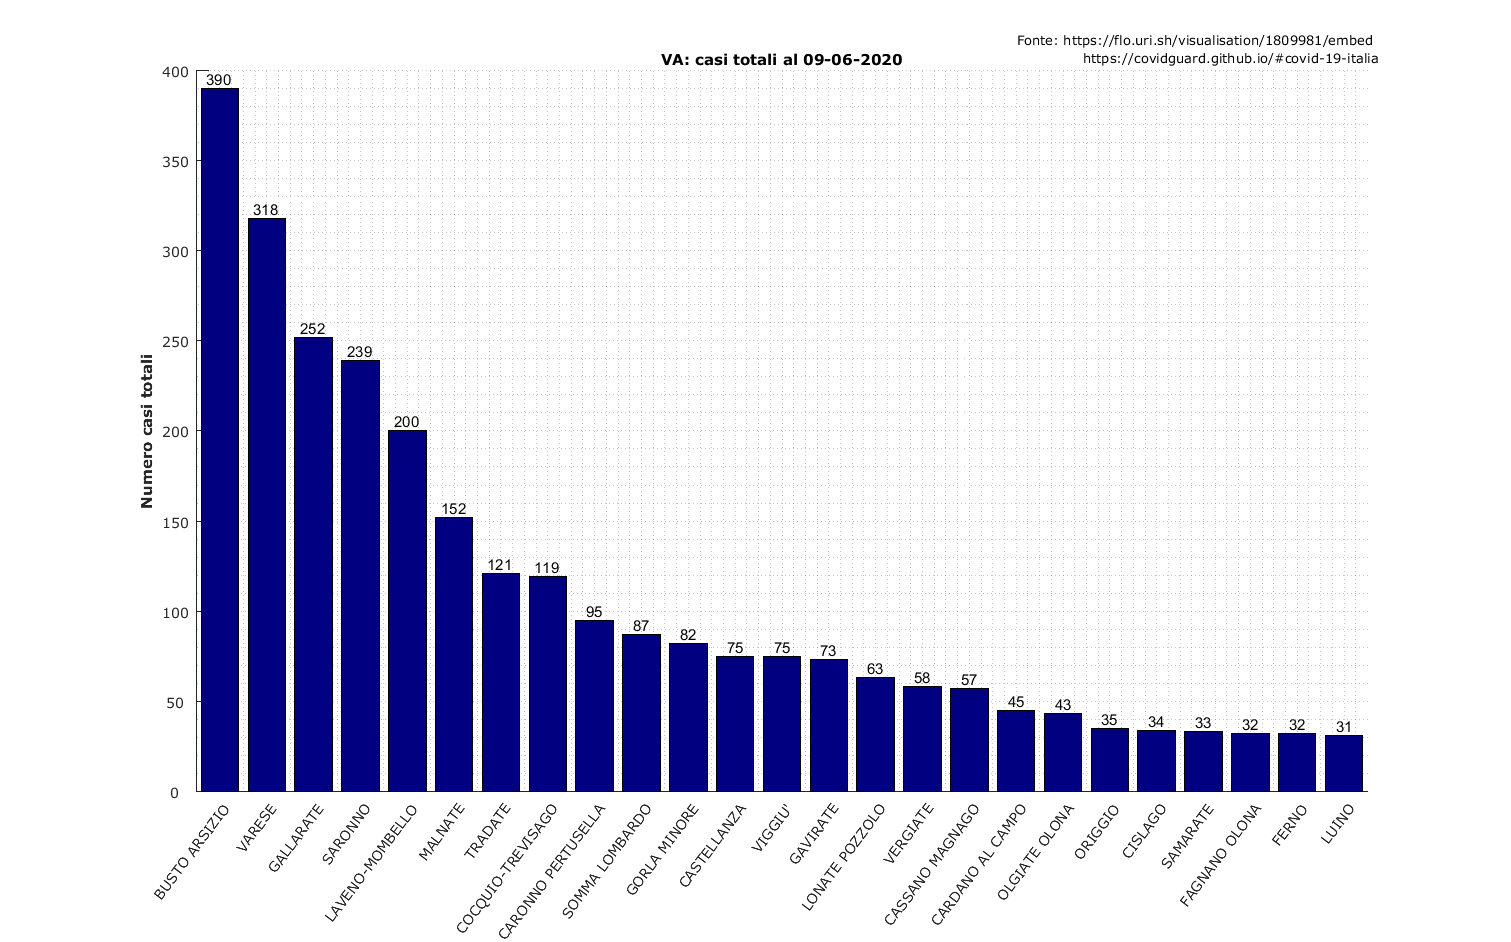 Fonte: https://flo.uri.sh/visualisation/1809981/embed
https://covidguard.github.io/#covid-19-italia
VA: casi totali al 09-06-2020
Numero casi totali
400
350
300
250
200
150
100
50
0
390
318
252
239
200
152
121
119
95
87
82
75
75
73
63
58
57
45
43
35
34
33
32
32
31
BUSTO ARSIZIO
VARESE
GALLARATE
SARONNO
LAVENO-MOMBELLO
MALNATE
TRADATE
COCQUIO-TREVISAGO
CARONNO PERTUSELLA
SOMMA LOMBARDO
GORLA MINORE
CASTELLANZA
VIGGIU'
GAVIRATE
LONATE POZZOLO
VERGIATE
CASSANO MAGNAGO
CARDANO AL CAMPO
OLGIATE OLONA
ORIGGIO
CISLAGO
SAMARATE
FAGNANO OLONA
FERNO
LUINO